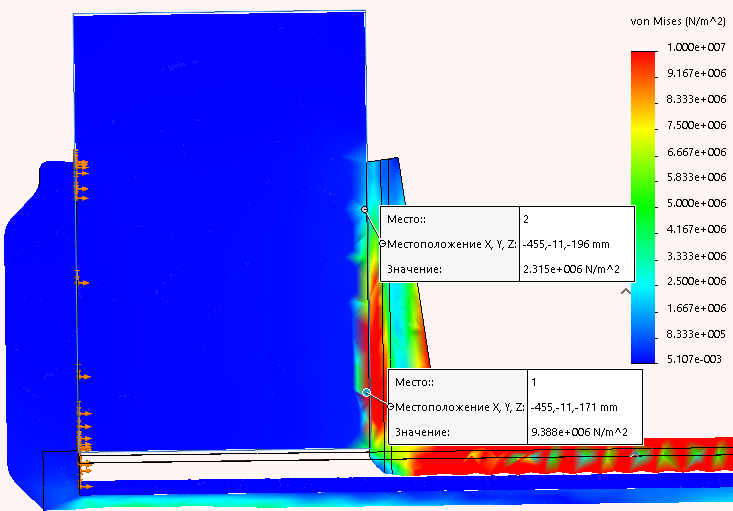 von Mises (N/m^2)
1.000e+007
9.167e+006
8.333e+006
7.500e+006
6.667e+006
5.833e+006
5.000e+006
4.167e+006
3.333e+006
2.500e+006
1.667e+006
8.333e+005
5.107e-003
Место:: 2
Местоположение X, Y, Z: -455,-11,-196 mm
Значение: 2.315e+006 N/m^2
Место:: 1
Местоположение X, Y, Z: -455,-11,-171 mm
Значение: 9.388e+006 N/m^2